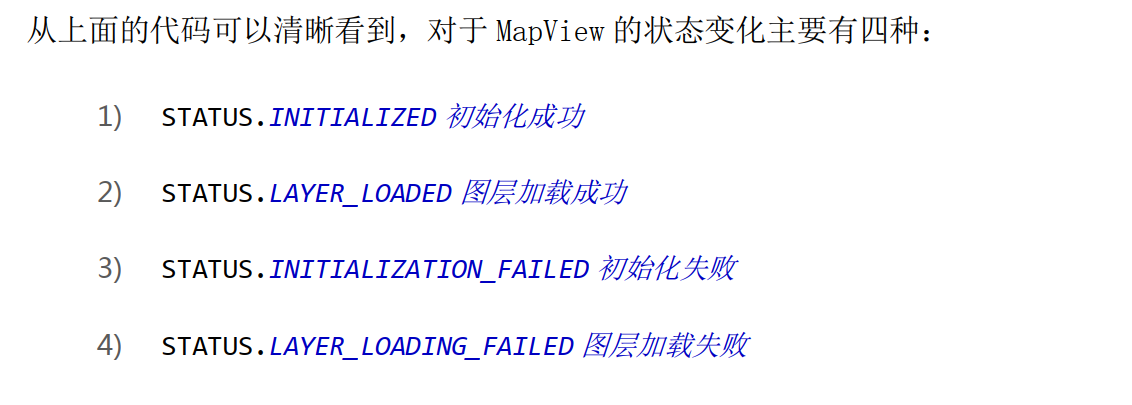 从上面的代码可以清晰看到，对于 MapView 的状态变化主要有四种：
1) STATUS.INITIALIZED 初始化成功
2) STATUS.LAYER_LOADED 图层加载成功
3) STATUS.INITIALIZATION_FAILED 初始化失败
4) STATUS.LAYER_LOADING_FAILED 图层加载失败